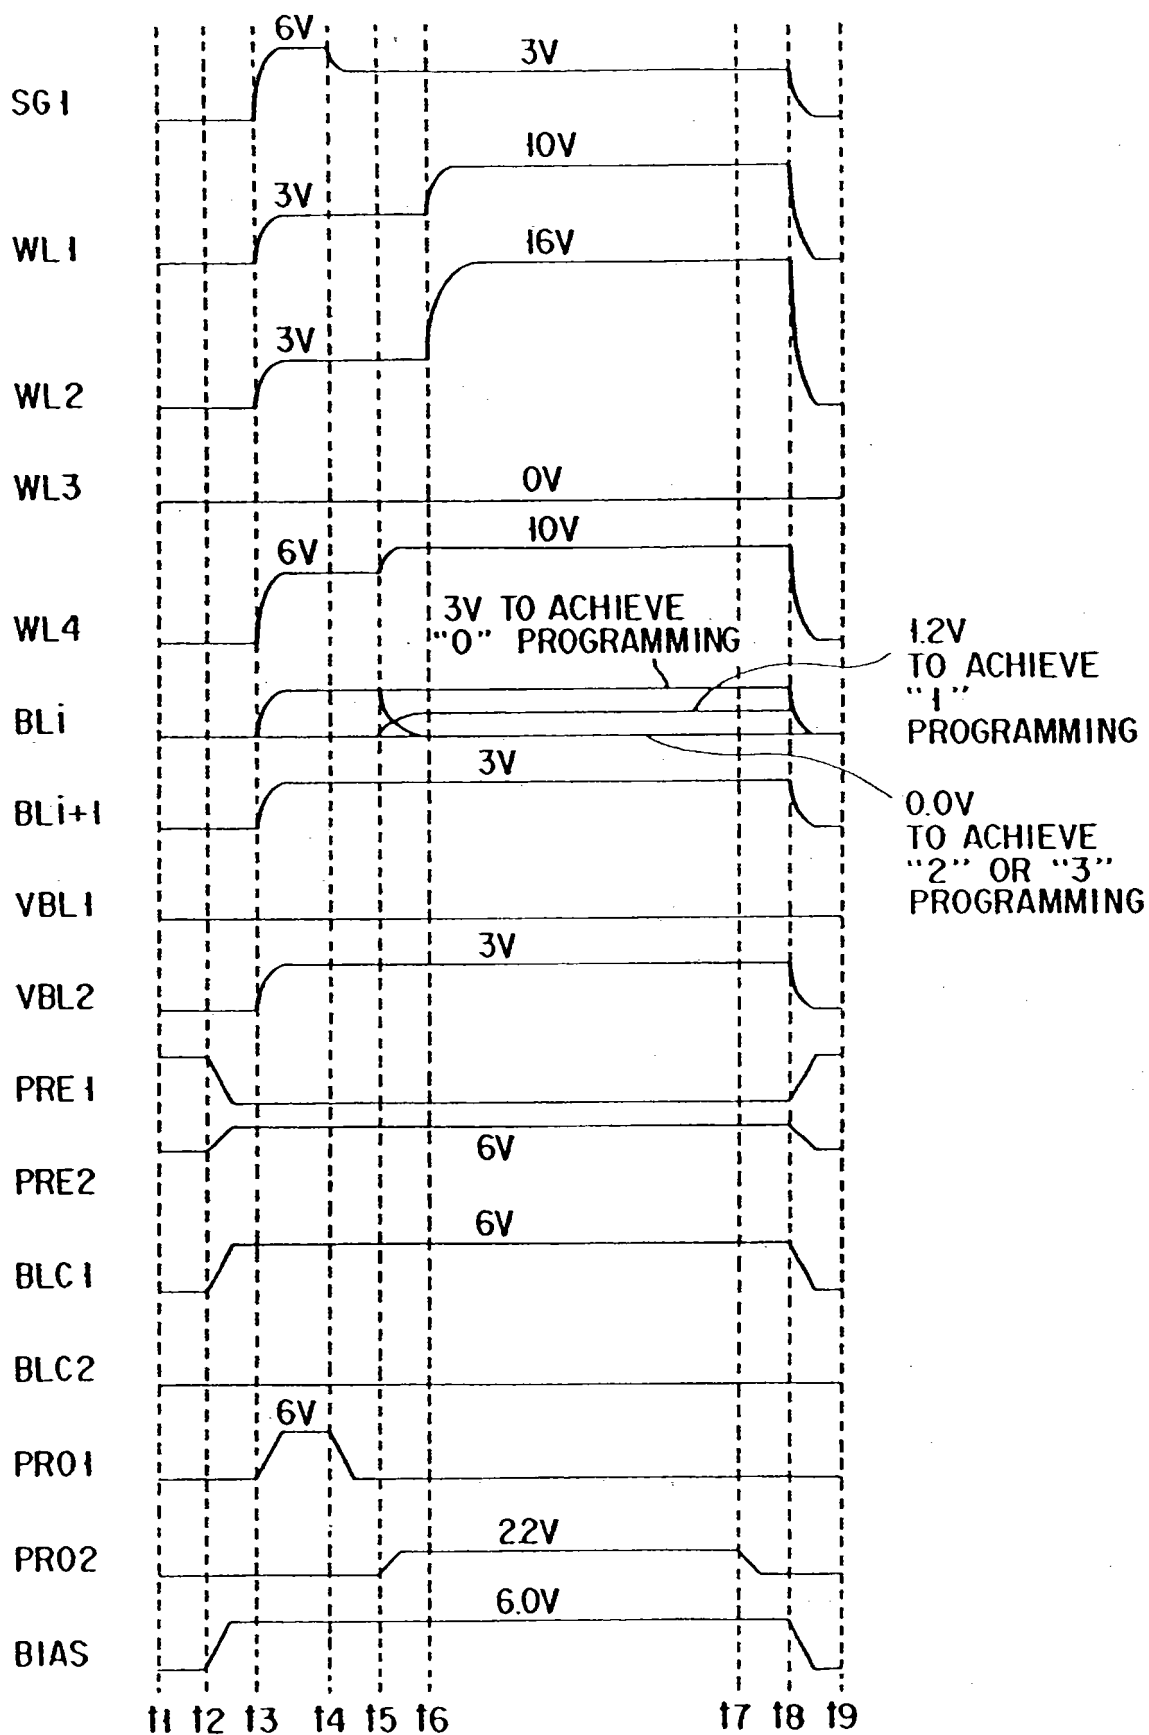 6V
3V
SG1
10V
3V
WL1
16V
3V
WL2
0V
WL3
10V
6V
WL4
3V TO ACHIEVE
"0" PROGRAMMING
1.2V
TO ACHIEVE
"1"
PROGRAMMING
BLi
3V
BLi+1
0.0V
TO ACHIEVE
"2" OR "3"
PROGRAMMING
VBL1
3V
VBL2
PRE1
6V
PRE2
6V
BLC1
BLC2
6V
PRO1
2.2V
PRO2
6.0V
BIAS
t1 t2 t3 t4 t5 t6 t7 t8 t9